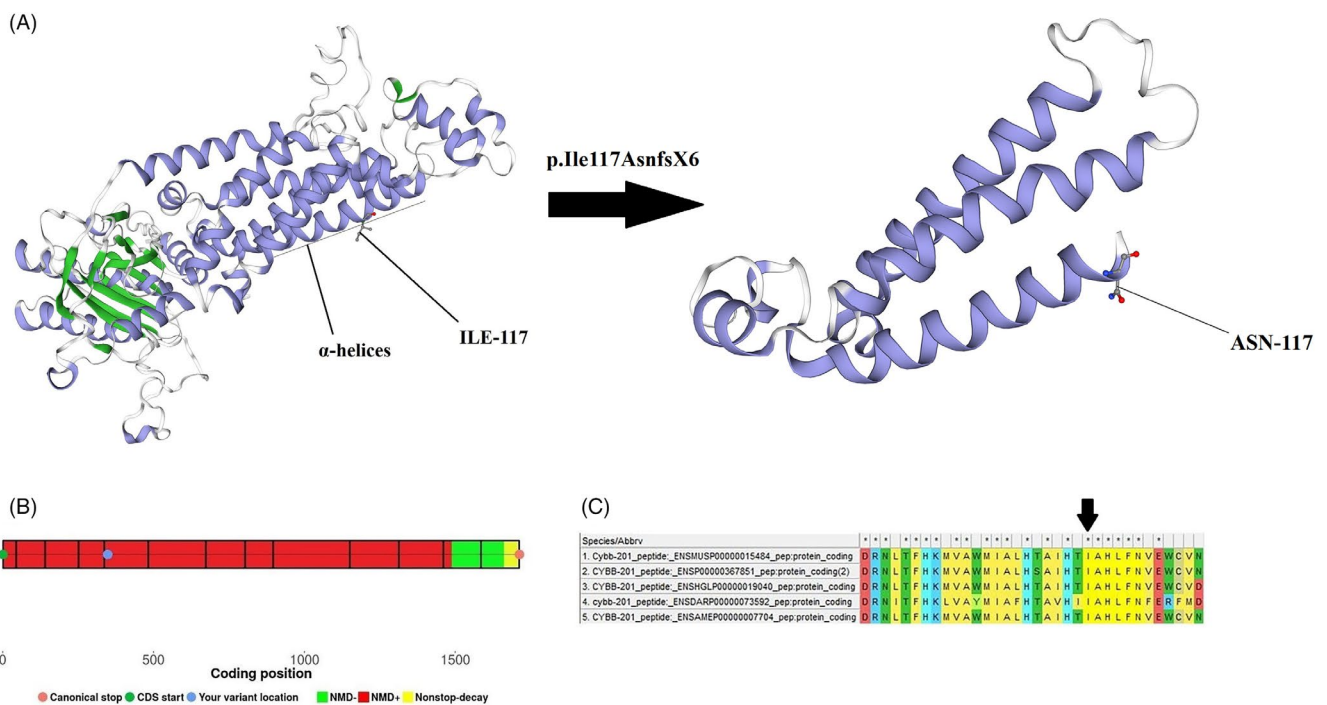 (A)
p.Ile117AsnfsX6
α-helices
ILE-117
ASN-117
(B)
0 500 1000 1500
Coding position
Canonical stop CDS start Your variant location NMD- NMD+ Nonstop-decay
(C)
Species/Abbrv
1. Cybb-201_peptide:_ENSMUSP00000015484_pep:protein_coding D R N L T F H K M V A W M I A L H T A I H T I A H L F N V E W C V N
2. CYBB-201_peptide:_ENSP00000367851_pep:protein_coding(2) D R N L T F H K M V A W M I A L H S A I H T I A H L F N V E W C V N
3. CYBB-201_peptide:_ENSHGLP00000019040_pep:protein_coding D R N L T F H K M V A W M I A L H T A I H T I A H L F N V E W C V D
4. cybb-201_peptide:_ENSDARP00000073592_pep:protein_coding D R N I T F H K L V A Y M I A F H T A V H I I A H L F N F E R F M D
5. CYBB-201_peptide:_ENSAMEP00000007704_pep:protein_coding D R N L T F H K M V A W M I A L H T A I H T I A H L F N V E W C V N